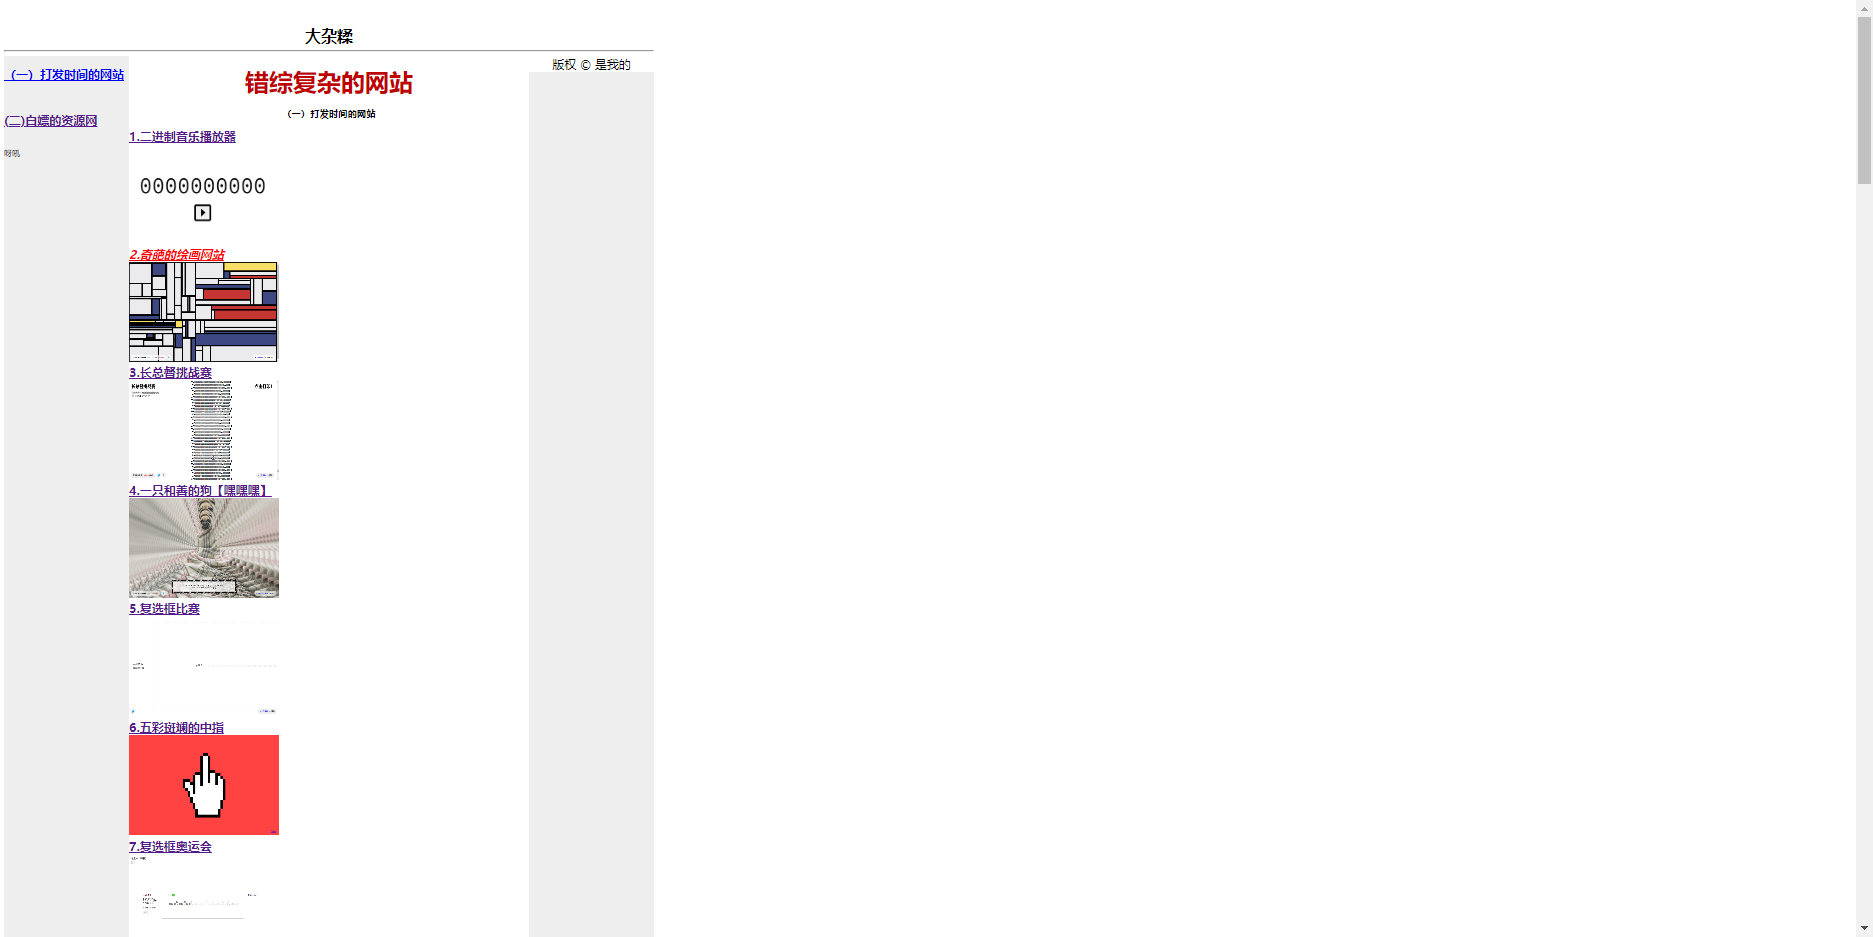 大杂糅
（一）打发时间的网站
(二)白嫖的资源网
呀吼
错综复杂的网站
（一）打发时间的网站
1.二进制音乐播放器
0000000000
2.奇葩的绘画网站
3.长总督挑战赛
4.一只和善的狗【嘿嘿嘿】
5.复选框比赛
6.五彩斑斓的中指
7.复选框奥运会
版权 © 是我的